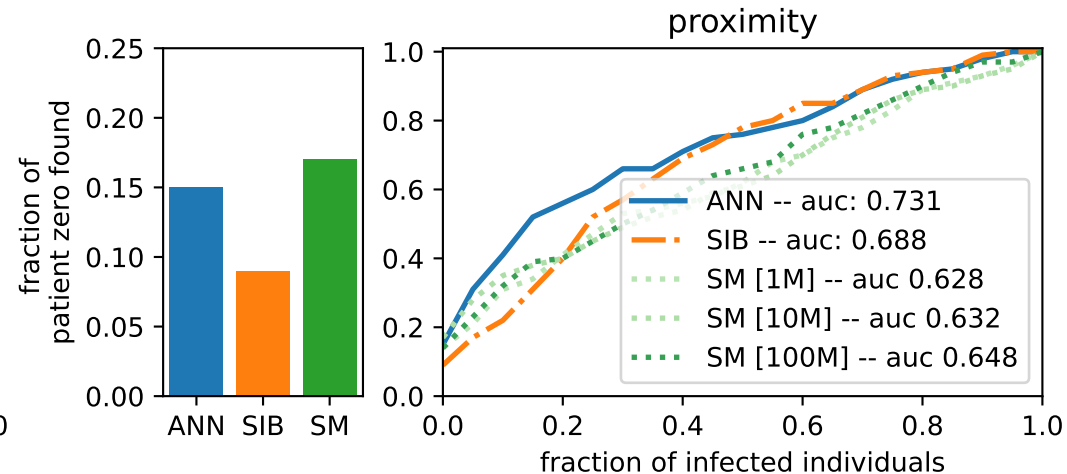 proximity
fraction of
patient zero found
0.25
0.20
0.15
0.10
0.05
0.00
ANN SIB SM
0
1.0
0.8
0.6
0.4
0.2
0.0
ANN -- auc: 0.731
SIB -- auc: 0.688
SM [1M] -- auc 0.628
SM [10M] -- auc 0.632
SM [100M] -- auc 0.648
0.0 0.2 0.4 0.6 0.8 1.0
fraction of infected individuals